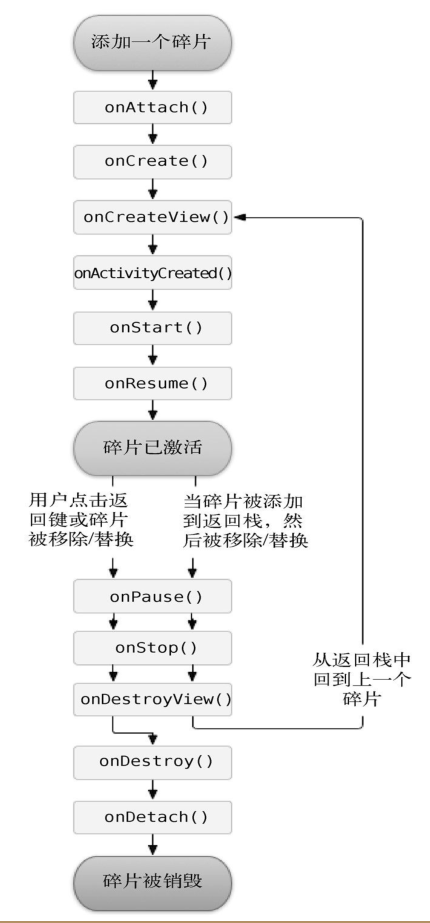 添加一个碎片
onAttach()
onCreate()
onCreateView()
onActivityCreated()
onStart()
onResume()
碎片已激活
用户点击返
回键或碎片
被移除/替换
当碎片被添加
到返回栈，然
后被移除/替换
onPause()
onStop()
onDestroyView()
从返回栈中
回到上一个
碎片
onDestroy()
onDetach()
碎片被销毁